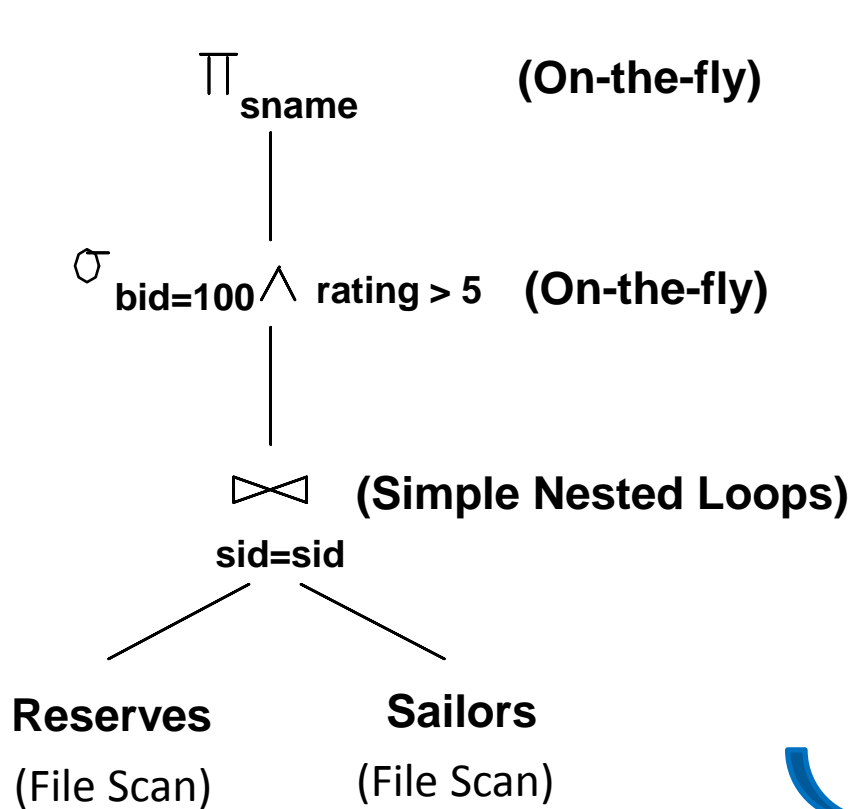 π sname (On-the-fly)
σ bid=100 ∧ rating > 5 (On-the-fly)
⋈ (Simple Nested Loops)
sid=sid
Reserves Sailors
(File Scan) (File Scan)